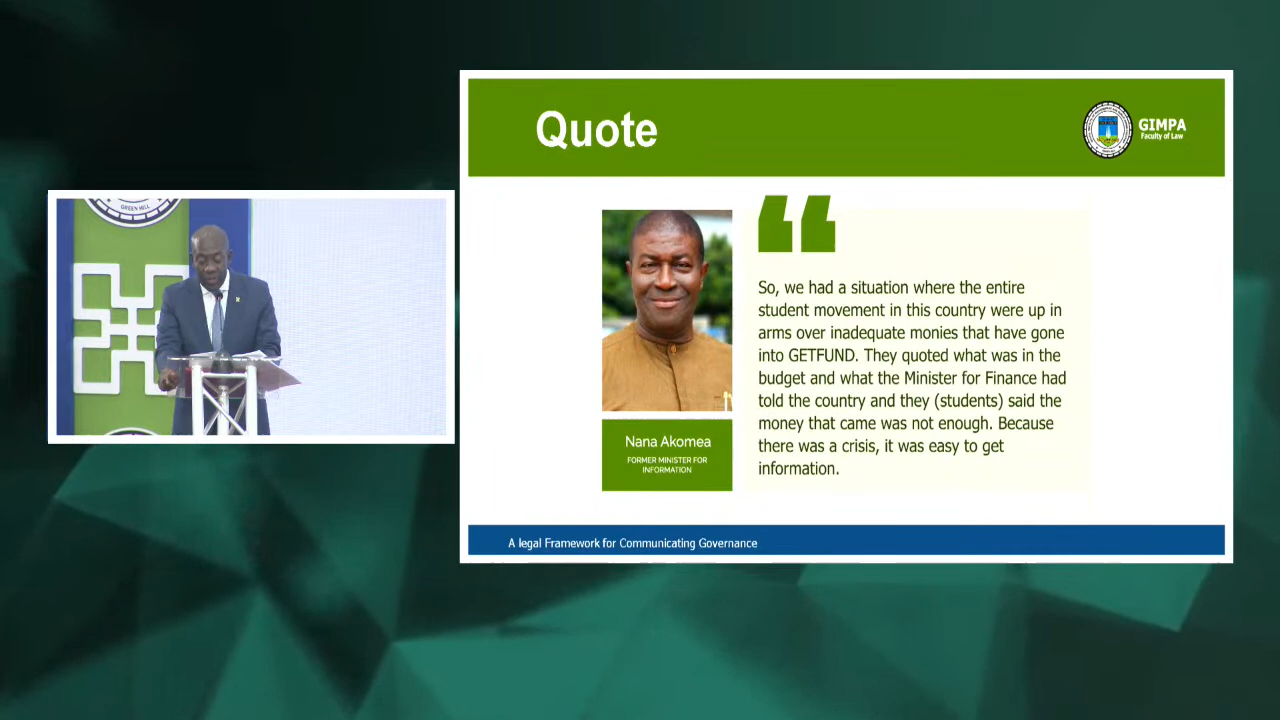 GREEN HILL
Quote
GIMPA
Faculty of Law
So, we had a situation where the entire
student movement in this country were up in
arms over inadequate monies that have gone
into GETFUND. They quoted what was in the
budget and what the Minister for Finance had
told the country and they (students) said the
money that came was not enough. Because
there was a crisis, it was easy to get
information.
Nana Akomea
FORMER MINISTER FOR
INFORMATION
A legal Framework for Communicating Governance